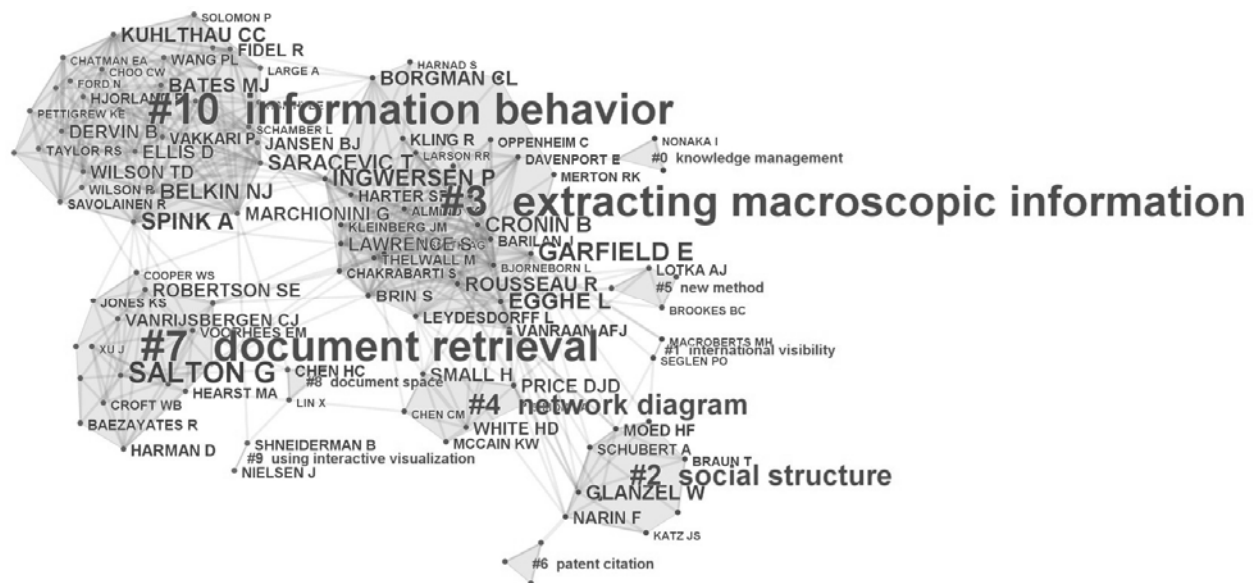 SOLOMON P
KUHLTHAU CC
FIDEL R
CHATMAN EA
WANG PL
HARNAD S
CHOO CW
LARGE A
BORGMAN CL
FORD N
BATES MJ
HJORLAND
#10 information behavior
PETTIGREW KE
DERVIN B
VAKKARI P
SCHAMBER L
JANSEN BJ
KLING R
OPPENHEIM C
NONAKA I
TAYLOR RS
ELLIS D
SARACEVIC T
LARSON RR
DAVENPORT E
#0 knowledge management
WILSON TD
INGWERSEN P
MERTON RK
WILSON P
BELKIN NJ
HARTER
#3 extracting macroscopic information
SAVOLAINEN R
SPINK A
MARCHIONINI G
KLEINBERG JM
CRONIN B
LAWRENCE S
BARILAN J
GARFIELD E
THELWALL M
COOPER WS
CHAKRABARTI S
BJORNEBORN L
LOTKA AJ
ROBERTSON SE
ROUSSEAU R
#5 new method
JONES KS
BRIN S
EGGHE L
BROOKES BC
VANRIJSBERGEN CJ
LEYDESDORFF L
VOORHEES EM
VANRAAN AFJ
MACROBERTS MH
XU J
#7 document retrieval
#1 international visibility
SEGLEN PO
SALTON G
CHEN HC
SMALL H
#8 document space
PRICE DJD
HEARST MA
CROFT WB
LIN X
CHEN CM
#4 network diagram
BAEZAYATES R
WHITE HD
MOED HF
HARMAN D
SHNEIDERMAN B
MCCAIN KW
SCHUBERT A
#9 using interactive visualization
BRAUN T
NIELSEN J
#2 social structure
GLANZEL W
NARIN F
KATZ JS
#6 patent citation